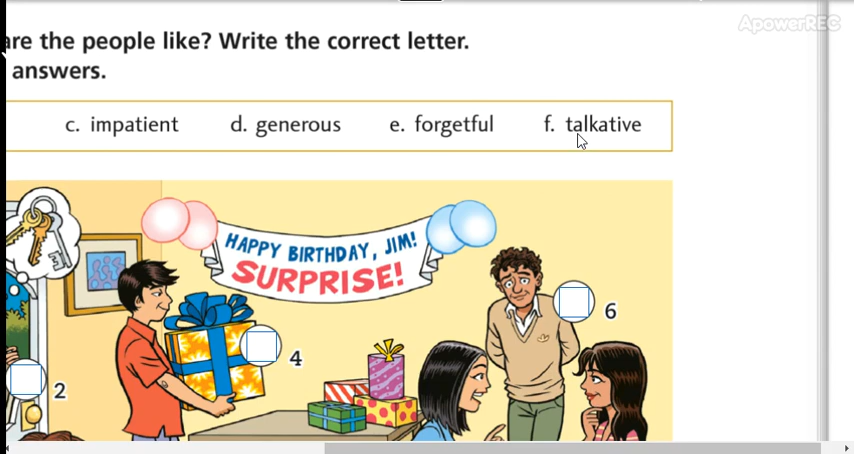 ApowerREC
are the people like? Write the correct letter.
answers.
c. impatient d. generous e. forgetful f. talkative
HAPPY BIRTHDAY, JIM!
SURPRISE!
6
4
2